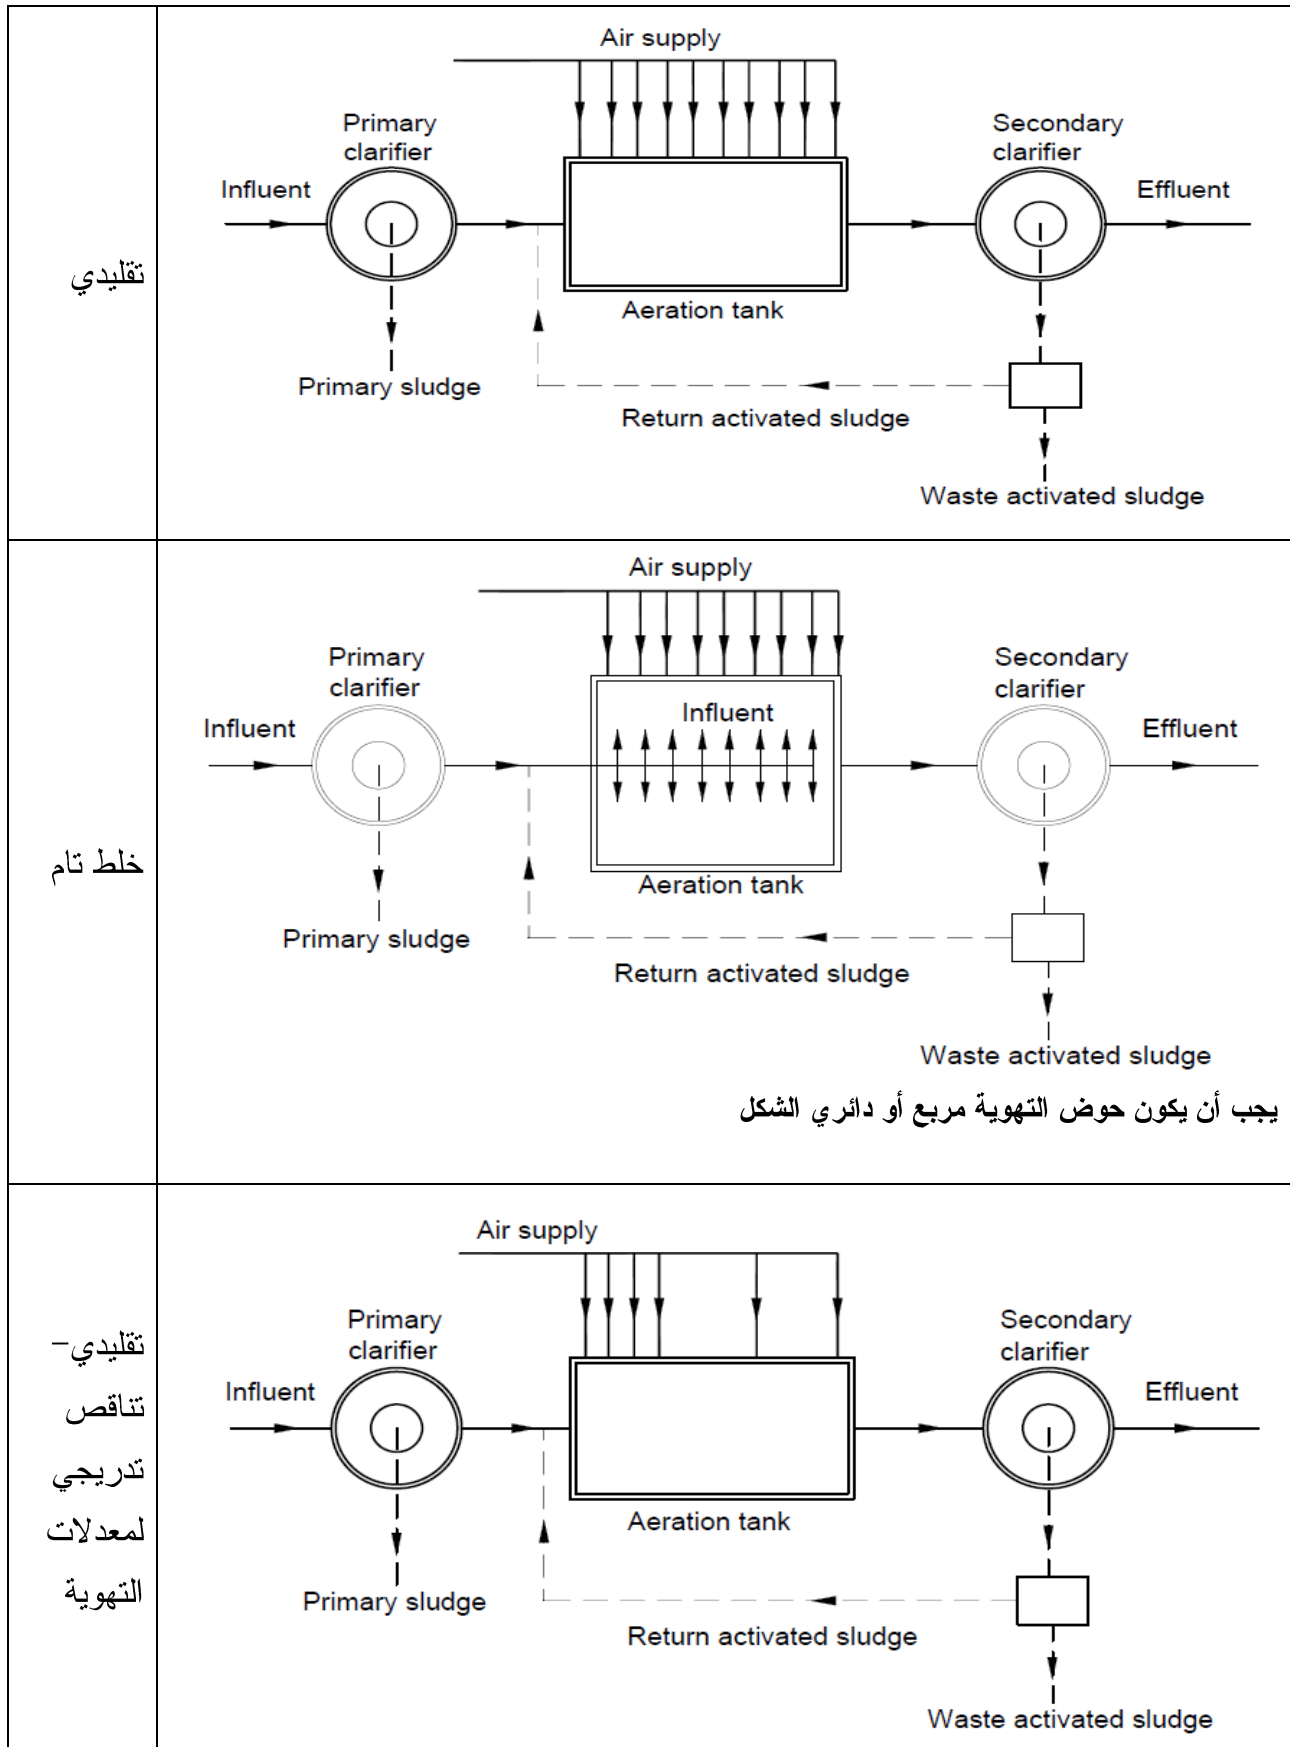 تقليدي
Air supply
Primary
clarifier
Secondary
clarifier
Influent
Effluent
Aeration tank
Primary sludge
Return activated sludge
Waste activated sludge
خلط تام
Air supply
Primary
clarifier
Secondary
clarifier
Influent
Influent
Effluent
Aeration tank
Primary sludge
Return activated sludge
Waste activated sludge
يجب أن يكون حوض التهوية مربع أو دائري الشكل
تقليدي-
تناقص
تدريجي
لمعدلات
التهوية
Air supply
Primary
clarifier
Secondary
clarifier
Influent
Effluent
Aeration tank
Primary sludge
Return activated sludge
Waste activated sludge